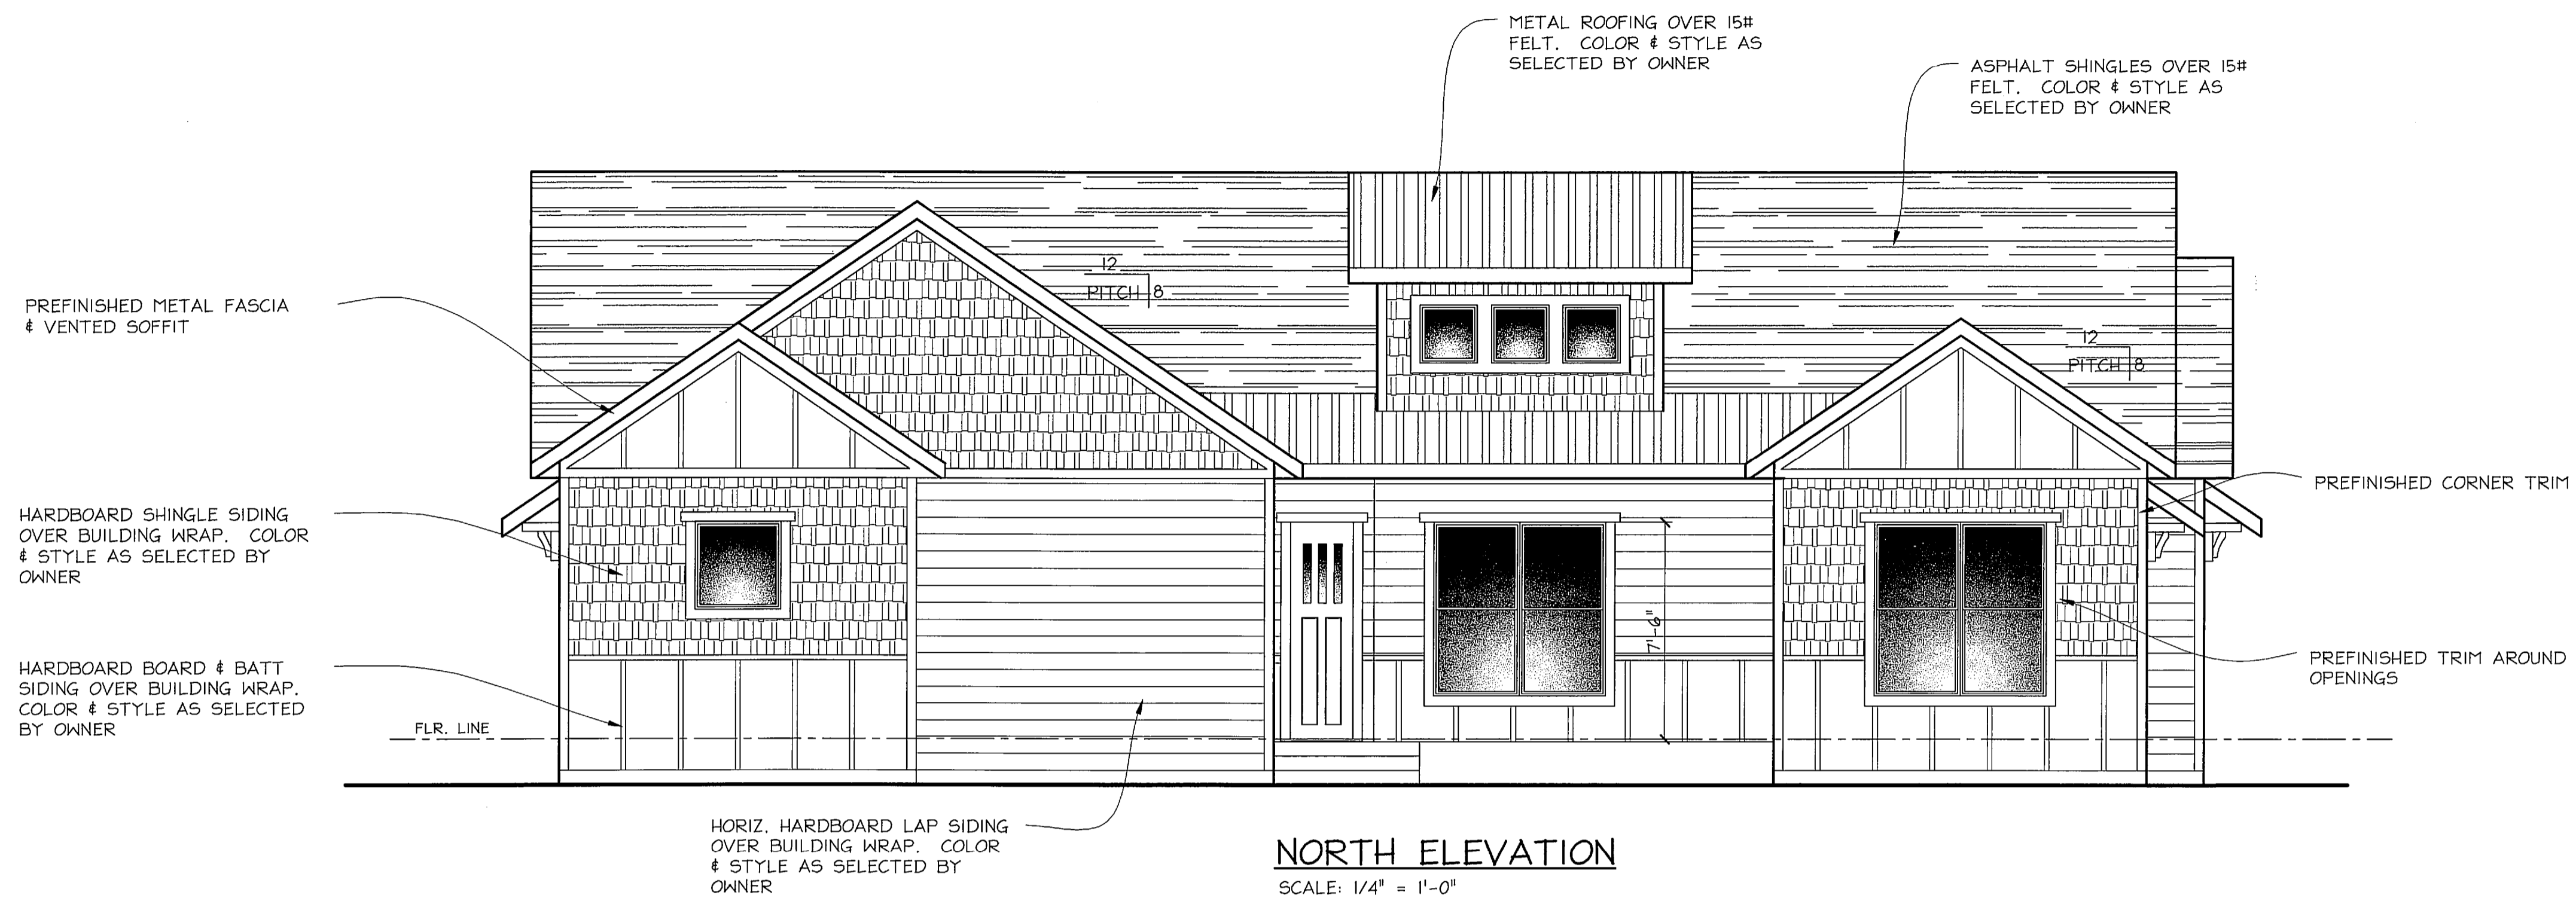 METAL ROOFING OVER 15#
FELT. COLOR & STYLE AS
SELECTED BY OWNER
ASPHALT SHINGLES OVER 15#
FELT. COLOR & STYLE AS
SELECTED BY OWNER
12
PITCH 8
PREFINISHED METAL FASCIA
& VENTED SOFFIT
12
PITCH 8
PREFINISHED CORNER TRIM
HARDBOARD SHINGLE SIDING
OVER BUILDING WRAP. COLOR
& STYLE AS SELECTED BY
OWNER
7'-6"
PREFINISHED TRIM AROUND
OPENINGS
HARDBOARD BOARD & BATT
SIDING OVER BUILDING WRAP.
COLOR & STYLE AS SELECTED
BY OWNER
FLR. LINE
HORIZ. HARDBOARD LAP SIDING
OVER BUILDING WRAP. COLOR
& STYLE AS SELECTED BY
OWNER
NORTH ELEVATION
SCALE: 1/4" = 1'-0"